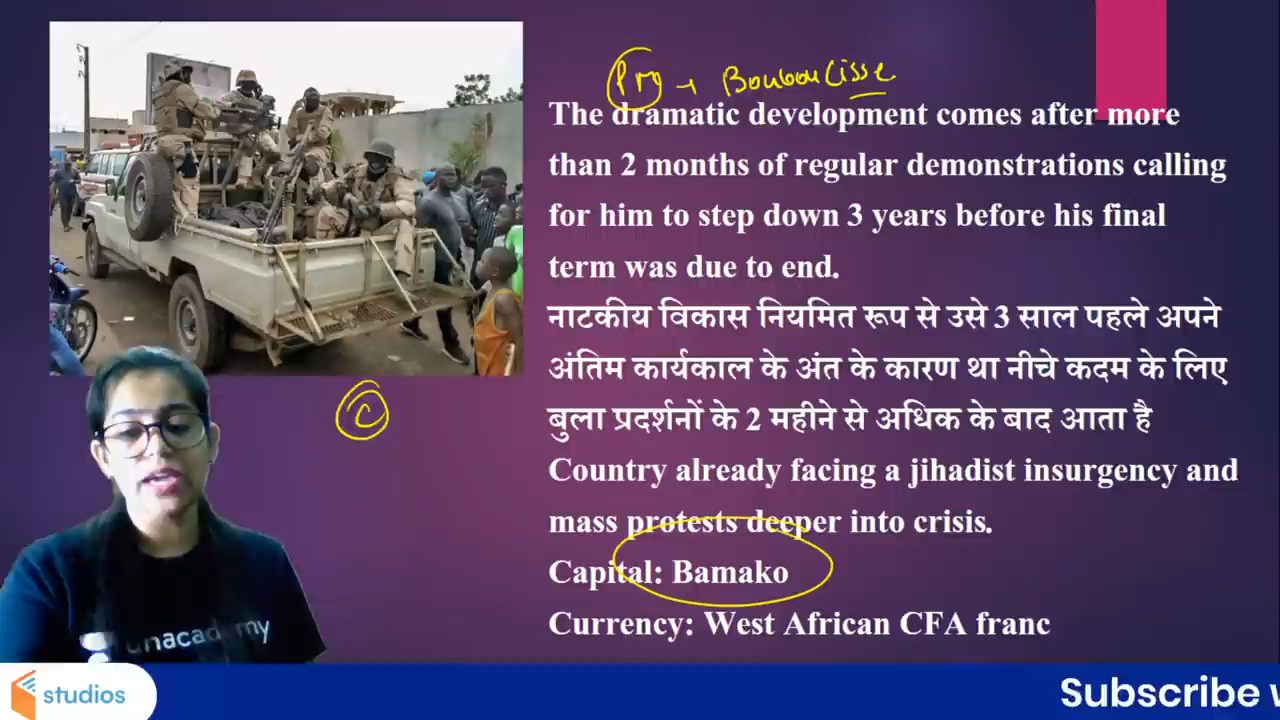 Pm → Boubou Cisse
The dramatic development comes after more
than 2 months of regular demonstrations calling
for him to step down 3 years before his final
term was due to end.
नाटकीय विकास नियमित रूप से उसे 3 साल पहले अपने
अंतिम कार्यकाल के अंत के कारण था नीचे कदम के लिए
बुला प्रदर्शनों के 2 महीने से अधिक के बाद आता है
Country already facing a jihadist insurgency and
mass protests deeper into crisis.
Capital: Bamako
Currency: West African CFA franc
C
unacademy
studios
Subscribe